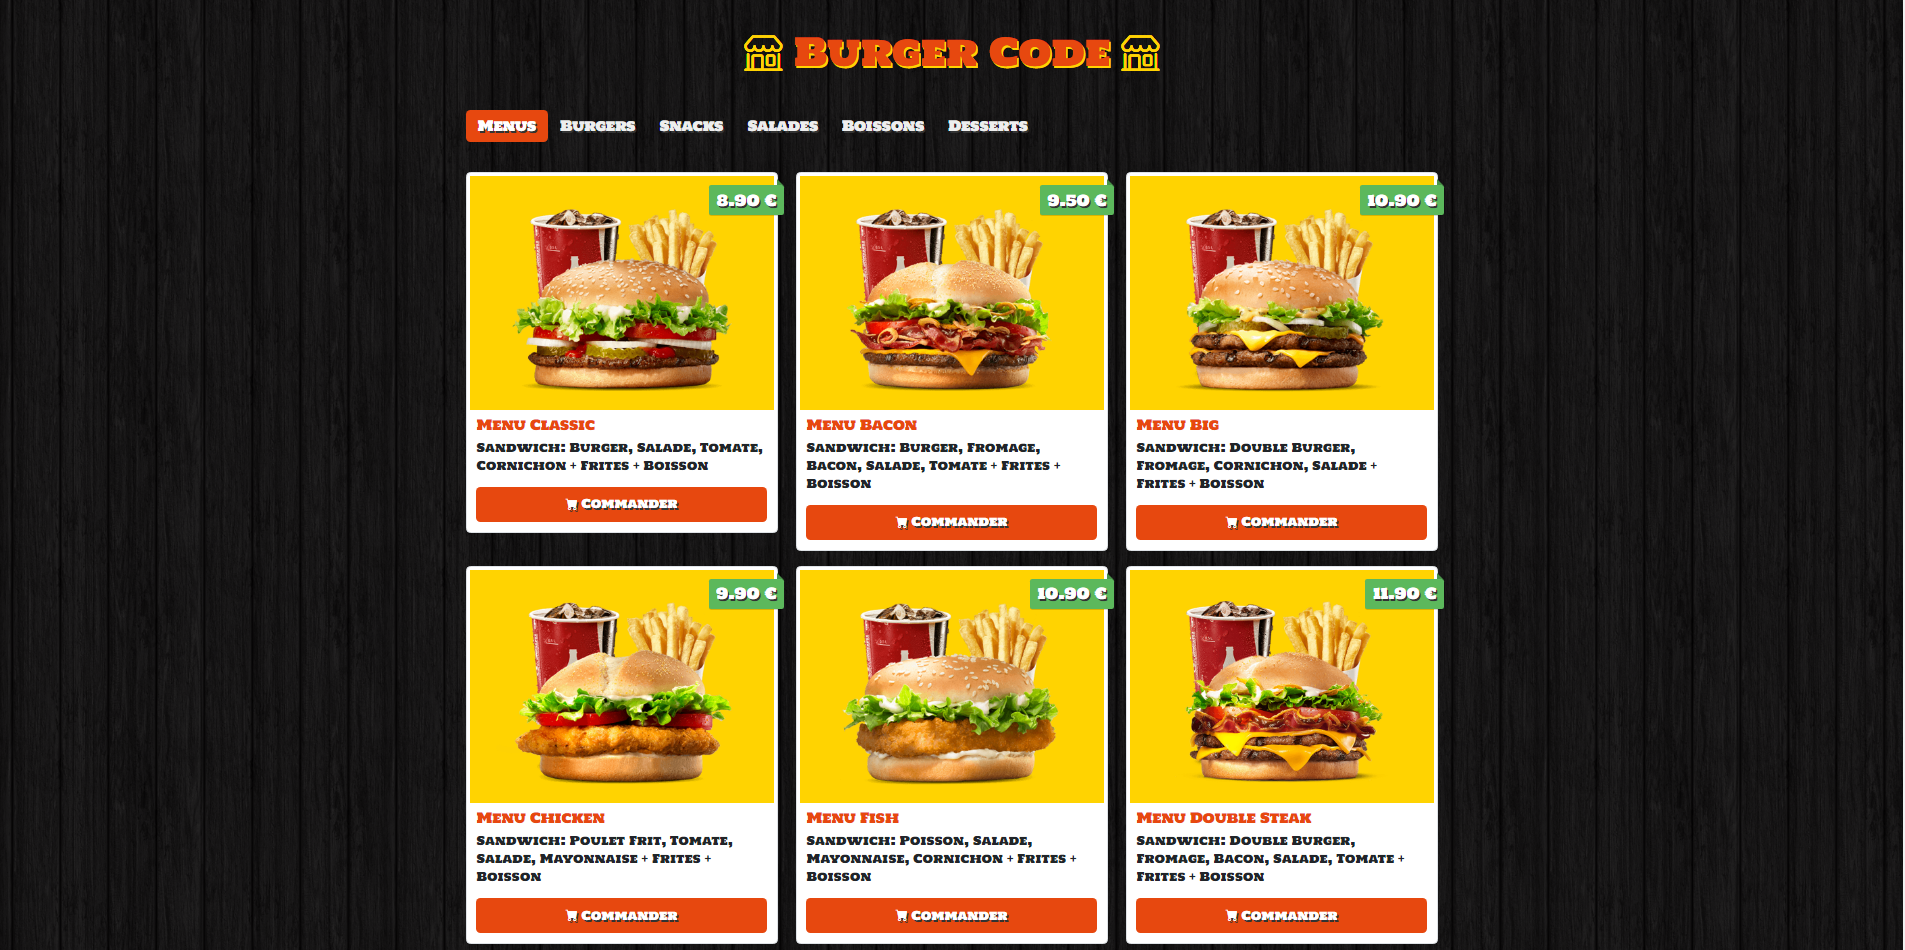 Burger Code
Menus Burgers Snacks Salades Boissons Desserts
8.90 €
Menu Classic
Sandwich: Burger, Salade, Tomate,
Cornichon + Frites + Boisson
Commander
9.50 €
Menu Bacon
Sandwich: Burger, Fromage,
Bacon, Salade, Tomate + Frites +
Boisson
Commander
10.90 €
Menu Big
Sandwich: Double Burger,
Fromage, Cornichon, Salade +
Frites + Boisson
Commander
9.90 €
Menu Chicken
Sandwich: Poulet Frit, Tomate,
Salade, Mayonnaise + Frites +
Boisson
Commander
10.90 €
Menu Fish
Sandwich: Poisson, Salade,
Mayonnaise, Cornichon + Frites +
Boisson
Commander
11.90 €
Menu Double Steak
Sandwich: Double Burger,
Fromage, Bacon, Salade, Tomate +
Frites + Boisson
Commander